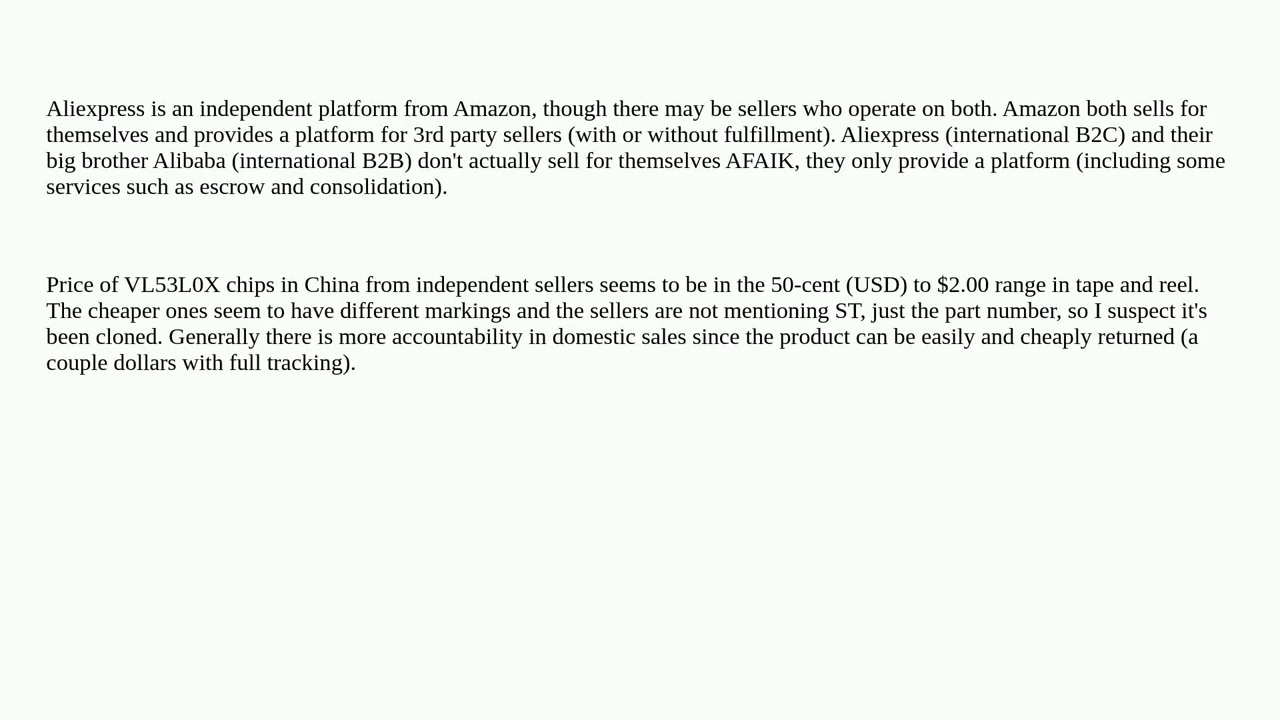 Aliexpress is an independent platform from Amazon, though there may be sellers who operate on both. Amazon both sells for
themselves and provides a platform for 3rd party sellers (with or without fulfillment). Aliexpress (international B2C) and their
big brother Alibaba (international B2B) don't actually sell for themselves AFAIK, they only provide a platform (including some
services such as escrow and consolidation).
Price of VL53L0X chips in China from independent sellers seems to be in the 50-cent (USD) to $2.00 range in tape and reel.
The cheaper ones seem to have different markings and the sellers are not mentioning ST, just the part number, so I suspect it's
been cloned. Generally there is more accountability in domestic sales since the product can be easily and cheaply returned (a
couple dollars with full tracking).